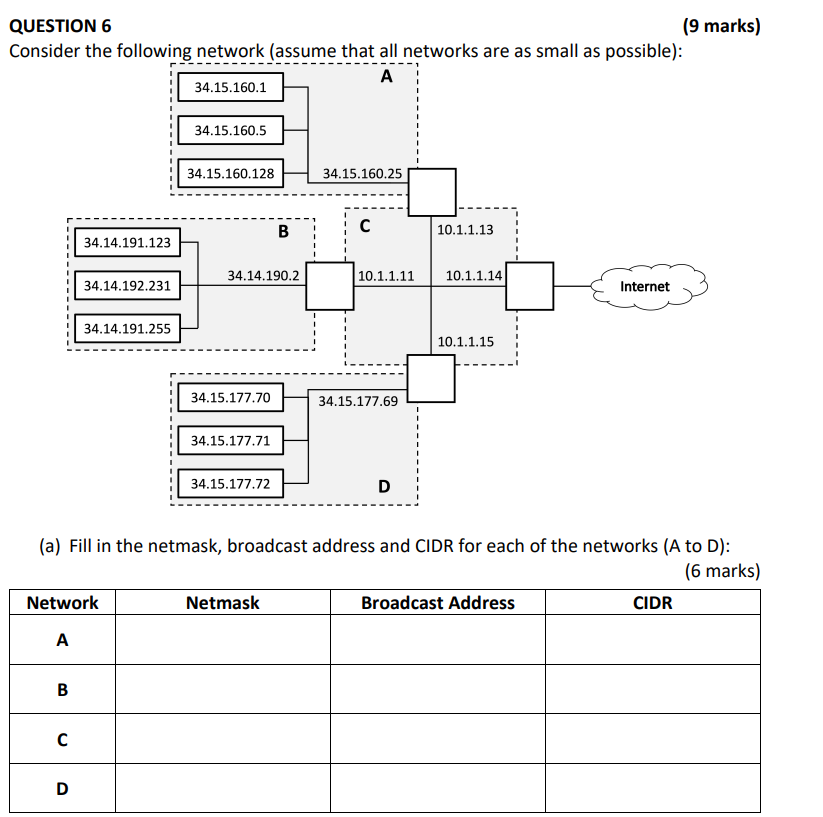 QUESTION 6 (9 marks)
Consider the following network (assume that all networks are as small as possible):
A
34.15.160.1
34.15.160.5
34.15.160.128
34.15.160.25
B
34.14.191.123
34.14.192.231
34.14.191.255
34.14.190.2
C
10.1.1.13
10.1.1.11
10.1.1.14
10.1.1.15
Internet
34.15.177.70
34.15.177.71
34.15.177.72
34.15.177.69
D
(a) Fill in the netmask, broadcast address and CIDR for each of the networks (A to D):
(6 marks)
Network Netmask Broadcast Address CIDR
A
B
C
D